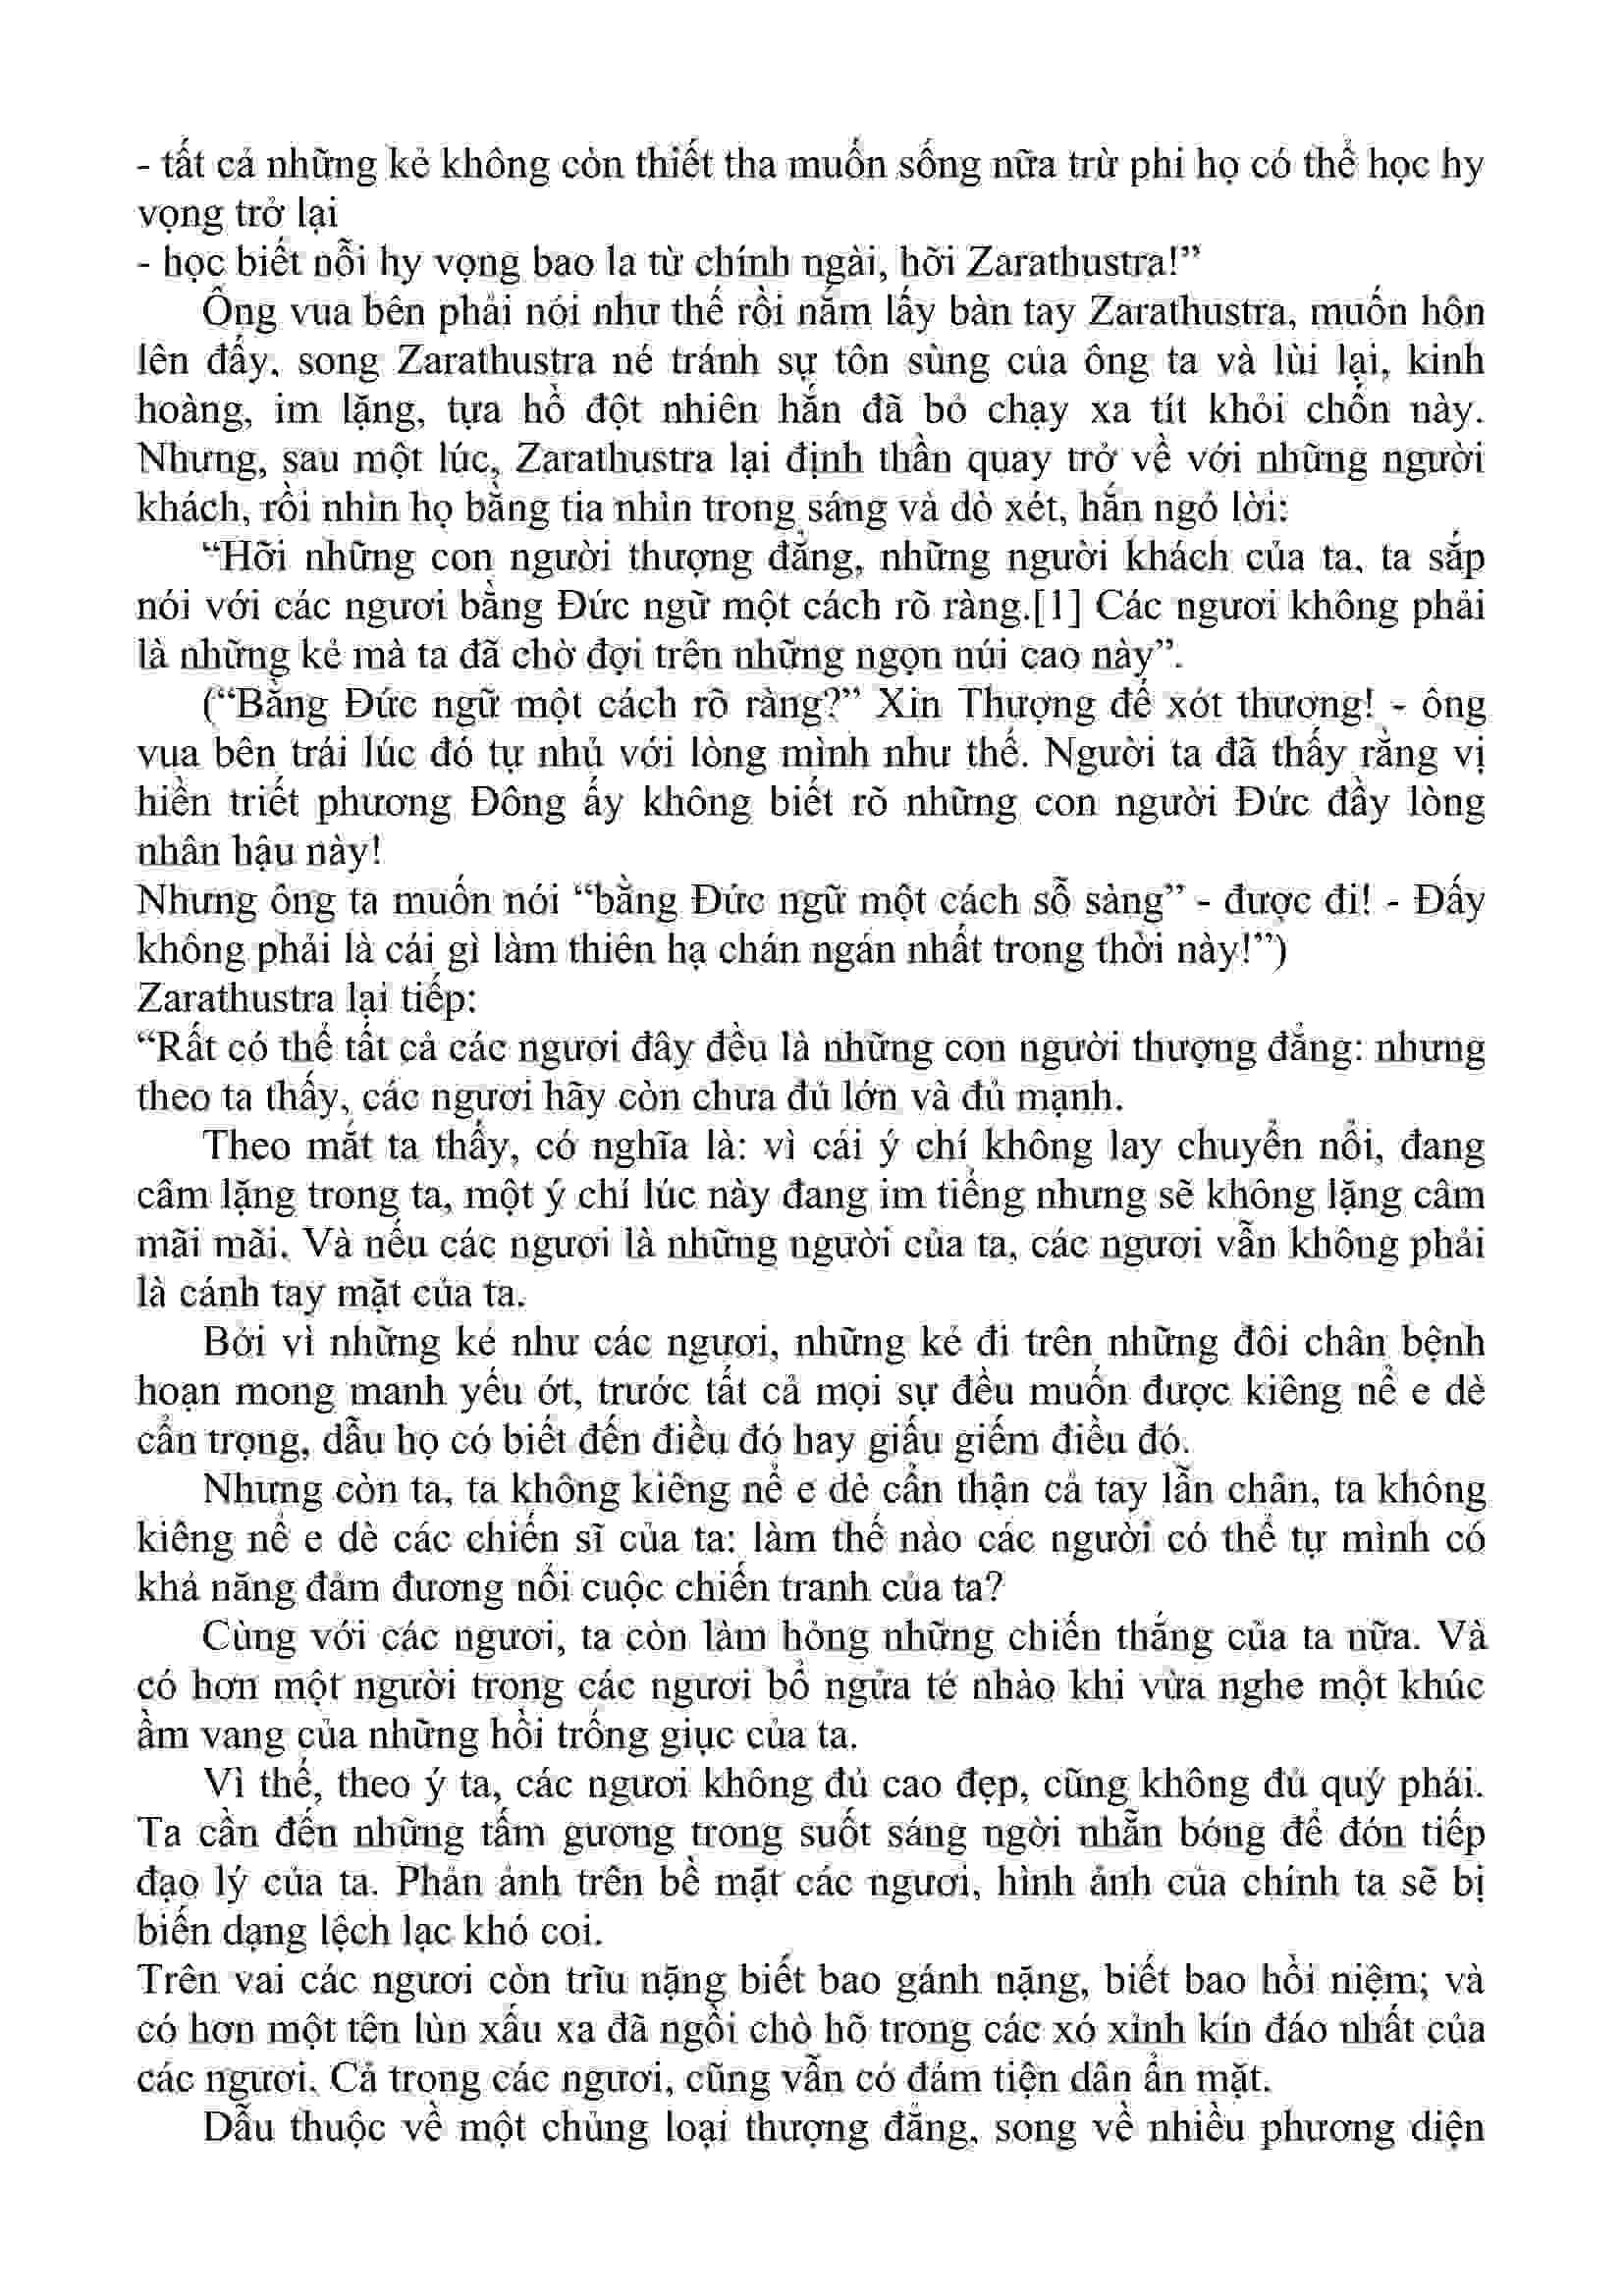 - tất cả những kẻ không còn thiết tha muốn sống nữa trừ phi họ có thể học hy
vọng trở lại
- học biết nỗi hy vọng bao la từ chính ngài, hỡi Zarathustra!”
Ông vua bên phải nói như thế rồi nắm lấy bàn tay Zarathustra, muốn hôn
lên đấy, song Zarathustra né tránh sự tôn sùng của ông ta và lùi lại, kinh
hoàng, im lặng, tựa hồ đột nhiên hắn đã bỏ chạy xa tít khỏi chốn này.
Nhưng, sau một lúc, Zarathustra lại định thần quay trở về với những người
khách, rồi nhìn họ bằng tia nhìn trong sáng và dò xét, hắn ngỏ lời:
“Hỡi những con người thượng đẳng, những người khách của ta, ta sắp
nói với các ngươi bằng Đức ngữ một cách rõ ràng.[1] Các ngươi không phải
là những kẻ mà ta đã chờ đợi trên những ngọn núi cao này”.
(“Bằng Đức ngữ một cách rõ ràng?” Xin Thượng đế xót thương! - ông
vua bên trái lúc đó tự nhủ với lòng mình như thế. Người ta đã thấy rằng vị
hiền triết phương Đông ấy không biết rõ những con người Đức đầy lòng
nhân hậu này!
Nhưng ông ta muốn nói “bằng Đức ngữ một cách sỗ sàng” - được đi! - Đấy
không phải là cái gì làm thiên hạ chán ngán nhất trong thời này!”)
Zarathustra lại tiếp:
“Rất có thể tất cả các ngươi đây đều là những con người thượng đẳng: nhưng
theo ta thấy, các ngươi hãy còn chưa đủ lớn và đủ mạnh.
Theo mắt ta thấy, có nghĩa là: vì cái ý chí không lay chuyển nổi, đang
câm lặng trong ta, một ý chí lúc này đang im tiếng nhưng sẽ không lặng câm
mãi mãi. Và nếu các ngươi là những người của ta, các ngươi vẫn không phải
là cánh tay mặt của ta.
Bởi vì những kẻ như các ngươi, những kẻ đi trên những đôi chân bệnh
hoạn mong manh yếu ớt, trước tất cả mọi sự đều muốn được kiêng nể e dè
cẩn trọng, dẫu họ có biết đến điều đó hay giấu giếm điều đó.
Nhưng còn ta, ta không kiêng nể e dè cẩn thận cả tay lẫn chân, ta không
kiêng nể e dè các chiến sĩ của ta: làm thế nào các người có thể tự mình có
khả năng đảm đương nổi cuộc chiến tranh của ta?
Cùng với các ngươi, ta còn làm hỏng những chiến thắng của ta nữa. Và
có hơn một người trong các ngươi bổ ngửa té nhào khi vừa nghe một khúc
ầm vang của những hồi trống giục của ta.
Vì thế, theo ý ta, các ngươi không đủ cao đẹp, cũng không đủ quý phái.
Ta cần đến những tấm gương trong suốt sáng ngời nhẵn bóng để đón tiếp
đạo lý của ta. Phản ảnh trên bề mặt các ngươi, hình ảnh của chính ta sẽ bị
biến dạng lệch lạc khó coi.
Trên vai các ngươi còn trĩu nặng biết bao gánh nặng, biết bao hồi niệm; và
có hơn một tên lùn xấu xa đã ngồi chò hõ trong các xó xỉnh kín đáo nhất của
các ngươi. Cả trong các ngươi, cũng vẫn có đám tiện dân ẩn mặt.
Dẫu thuộc về một chủng loại thượng đẳng, song về nhiều phương diện